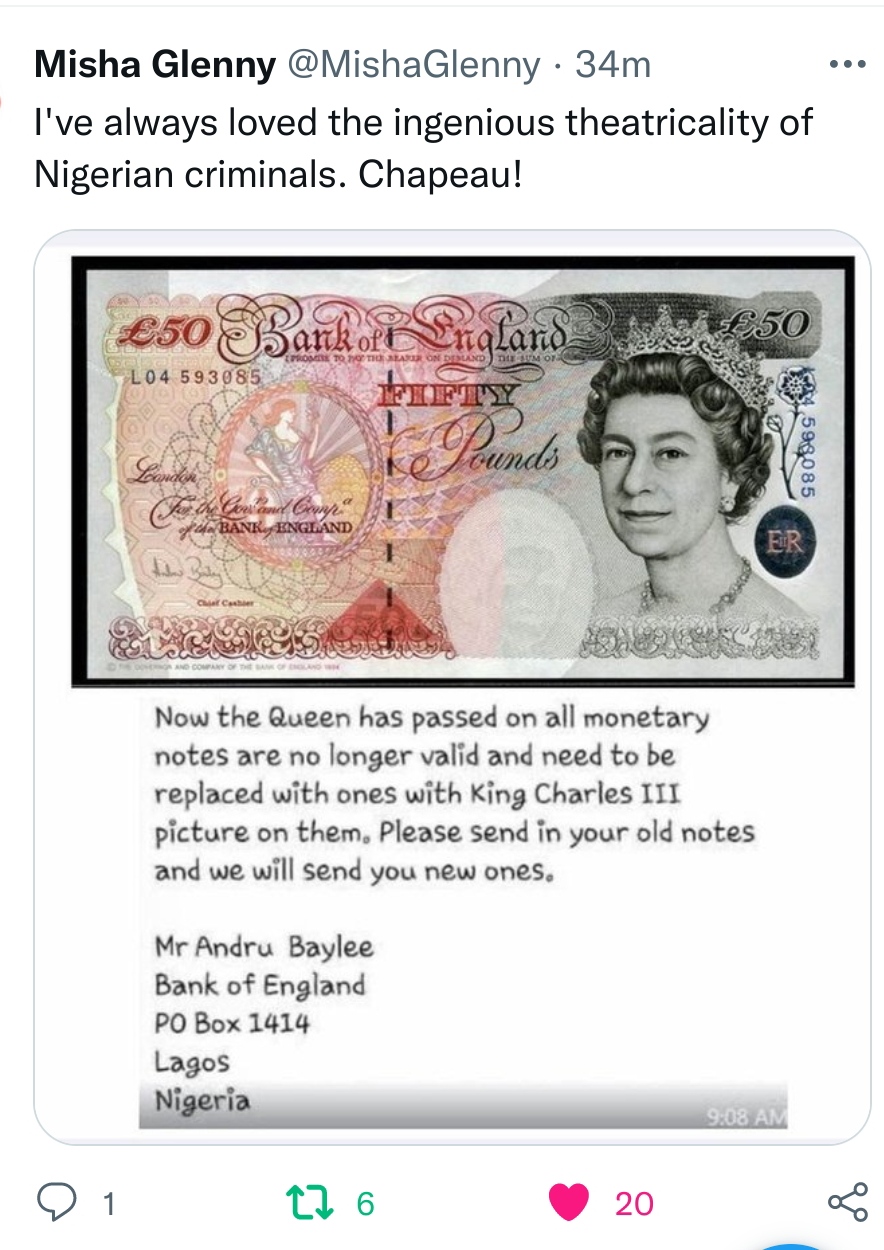 Misha Glenny @MishaGlenny · 34m
I've always loved the ingenious theatricality of
Nigerian criminals. Chapeau!
£50 Bank of England £50
I PROMISE TO PAY THE BEARER ON DEMAND THE SUM OF
L04 593085
FIFTY
Pounds
593085
London
For the Gov.r and Comp.a
of the BANK of ENGLAND
ER
Chief Cashier
© THE GOVERNOR AND COMPANY OF THE BANK OF ENGLAND 1994
Now the Queen has passed on all monetary
notes are no longer valid and need to be
replaced with ones with King Charles III
picture on them. Please send in your old notes
and we will send you new ones.
Mr Andru Baylee
Bank of England
PO Box 1414
Lagos
Nigeria
9:08 AM
1 6 20